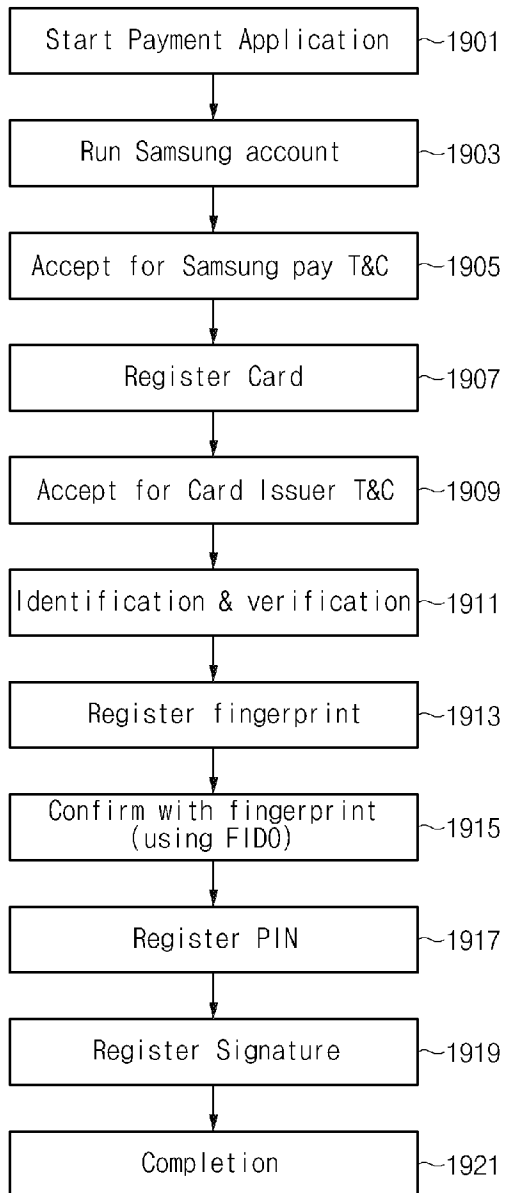 Start Payment Application
1901
Run Samsung account
1903
Accept for Samsung pay T&C
1905
Register Card
1907
Accept for Card Issuer T&C
1909
Identification & verification
1911
Register fingerprint
1913
Confirm with fingerprint
(using FIDO)
1915
Register PIN
1917
Register Signature
1919
Completion
1921